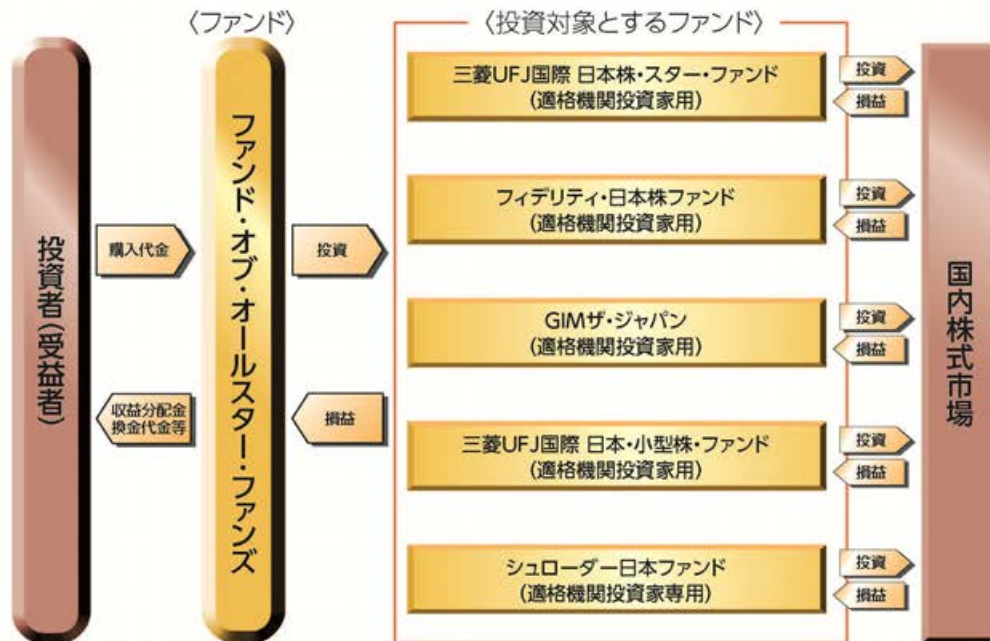 〈ファンド〉
〈投資対象とするファンド〉
投資者(受益者)
購入代金
収益分配金
換金代金等
ファンド・オブ・オールスター・ファンズ
投資
損益
三菱UFJ国際 日本株・スター・ファンド
(適格機関投資家用)
投資
損益
フィデリティ・日本株ファンド
(適格機関投資家用)
投資
損益
GIMザ・ジャパン
(適格機関投資家用)
投資
損益
三菱UFJ国際 日本・小型株・ファンド
(適格機関投資家用)
投資
損益
シュローダー日本ファンド
(適格機関投資家専用)
投資
損益
国内株式市場